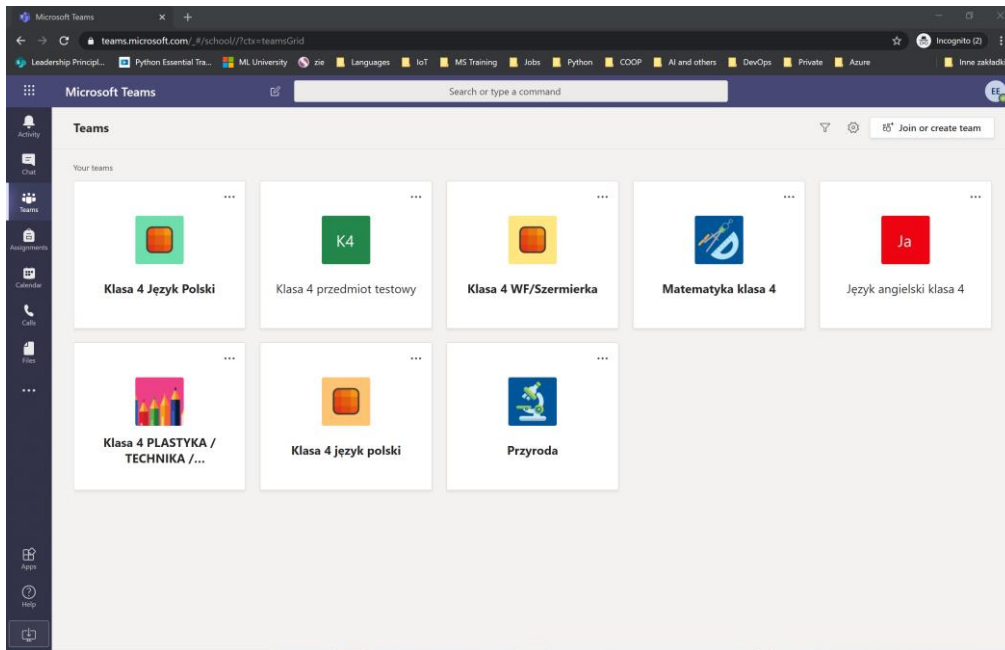 Microsoft Teams
teams.microsoft.com/_#/school//?ctx=teamsGrid
Incognito (2)
Leadership Principl... Python Essential Tra... ML University zie Languages IoT MS Training Jobs Python COOP AI and others DevOps Private Azure Inne zakładki
Microsoft Teams
Search or type a command
EE
Activity
Chat
Teams
Assignments
Calendar
Calls
Files
Apps
Help
Teams
Join or create team
Your teams
Klasa 4 Język Polski
K4
Klasa 4 przedmiot testowy
Klasa 4 WF/Szermierka
Matematyka klasa 4
Ja
Język angielski klasa 4
Klasa 4 PLASTYKA /
TECHNIKA /...
Klasa 4 język polski
Przyroda